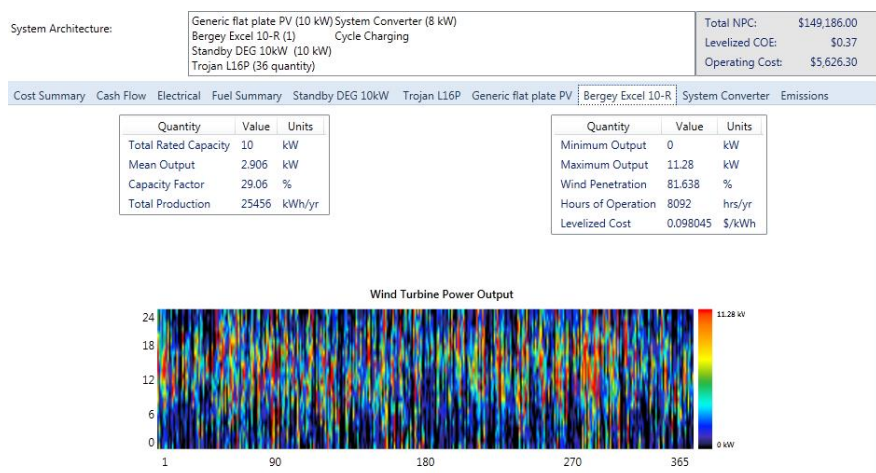 System Architecture:
Generic flat plate PV (10 kW) System Converter (8 kW)
Bergey Excel 10-R (1) Cycle Charging
Standby DEG 10kW (10 kW)
Trojan L16P (36 quantity)
Total NPC: $149,186.00
Levelized COE: $0.37
Operating Cost: $5,626.30
Cost Summary Cash Flow Electrical Fuel Summary Standby DEG 10kW Trojan L16P Generic flat plate PV Bergey Excel 10-R System Converter Emissions
Quantity Value Units
Total Rated Capacity 10 kW
Mean Output 2.906 kW
Capacity Factor 29.06 %
Total Production 25456 kWh/yr
Quantity Value Units
Minimum Output 0 kW
Maximum Output 11.28 kW
Wind Penetration 81.638 %
Hours of Operation 8092 hrs/yr
Levelized Cost 0.098045 $/kWh
Wind Turbine Power Output
24
18
12
6
0
1 90 180 270 365
11.28 kW
0 kW